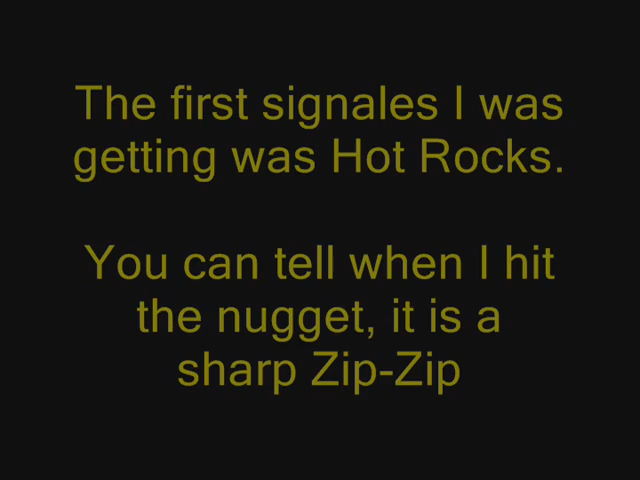 The first signales I was
getting was Hot Rocks.
You can tell when I hit
the nugget, it is a
sharp Zip-Zip